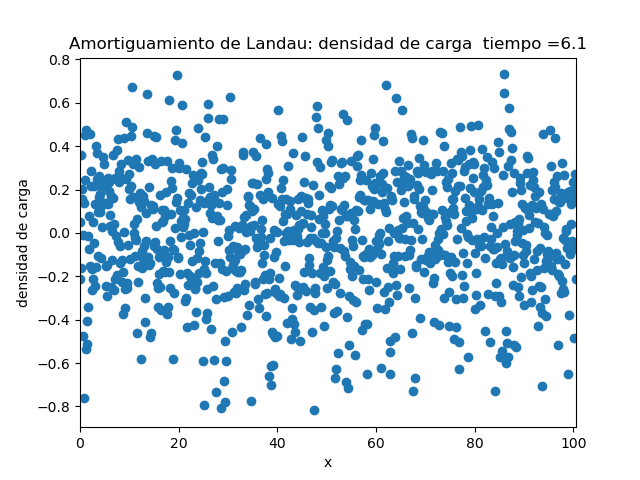 Amortiguamiento de Landau: densidad de carga  tiempo =6.1
densidad de carga
0.8
0.6
0.4
0.2
0.0
−0.2
−0.4
−0.6
−0.8
0 20 40 60 80 100
x